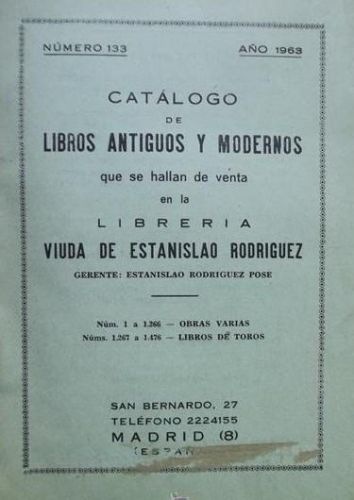 NÚMERO 133 AÑO 1963
CATÁLOGO
DE
LIBROS ANTIGUOS Y MODERNOS
que se hallan de venta
en la
LIBRERIA
VIUDA DE ESTANISLAO RODRIGUEZ
GERENTE: ESTANISLAO RODRIGUEZ POSE
Núm. 1 a 1.266 — OBRAS VARIAS
Núms. 1.267 a 1.476 — LIBROS DE TOROS
SAN BERNARDO, 27
TELÉFONO 2224155
MADRID (8)